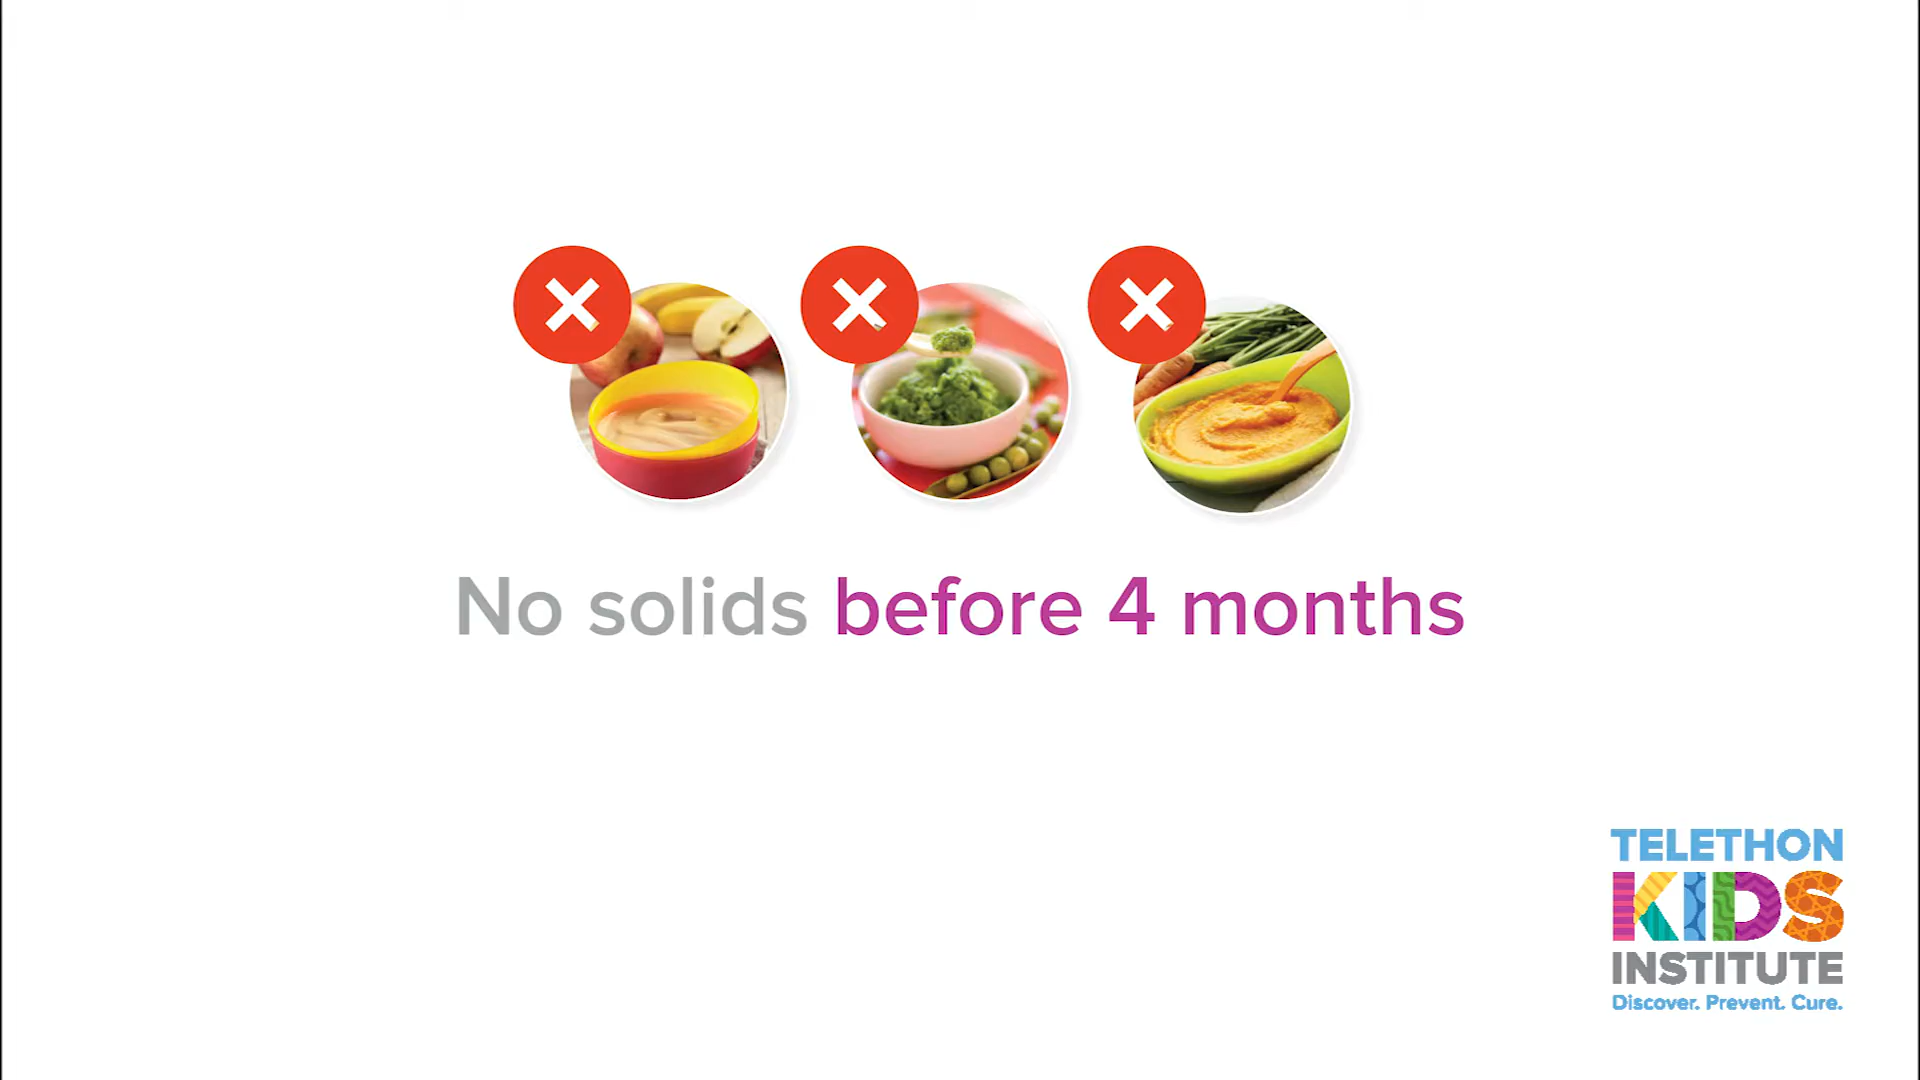 No solids before 4 months
TELETHON
KIDS
INSTITUTE
Discover. Prevent. Cure.